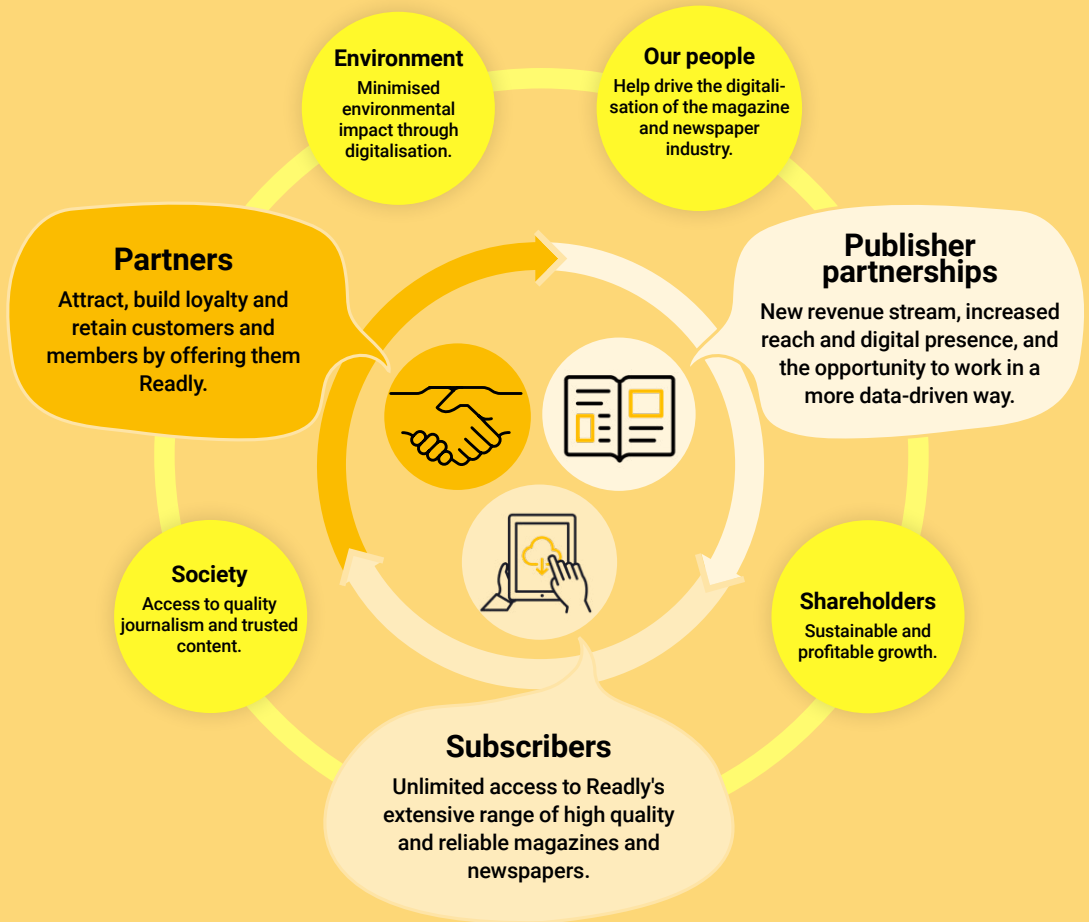 Environment
Minimised
environmental
impact through
digitalisation.
Our people
Help drive the digitali-
sation of the magazine
and newspaper
industry.
Partners
Attract, build loyalty and
retain customers and
members by offering them
Readly.
Publisher
partnerships
New revenue stream, increased
reach and digital presence, and
the opportunity to work in a
more data-driven way.
Society
Access to quality
journalism and trusted
content.
Shareholders
Sustainable and
profitable growth.
Subscribers
Unlimited access to Readly's
extensive range of high quality
and reliable magazines and
newspapers.